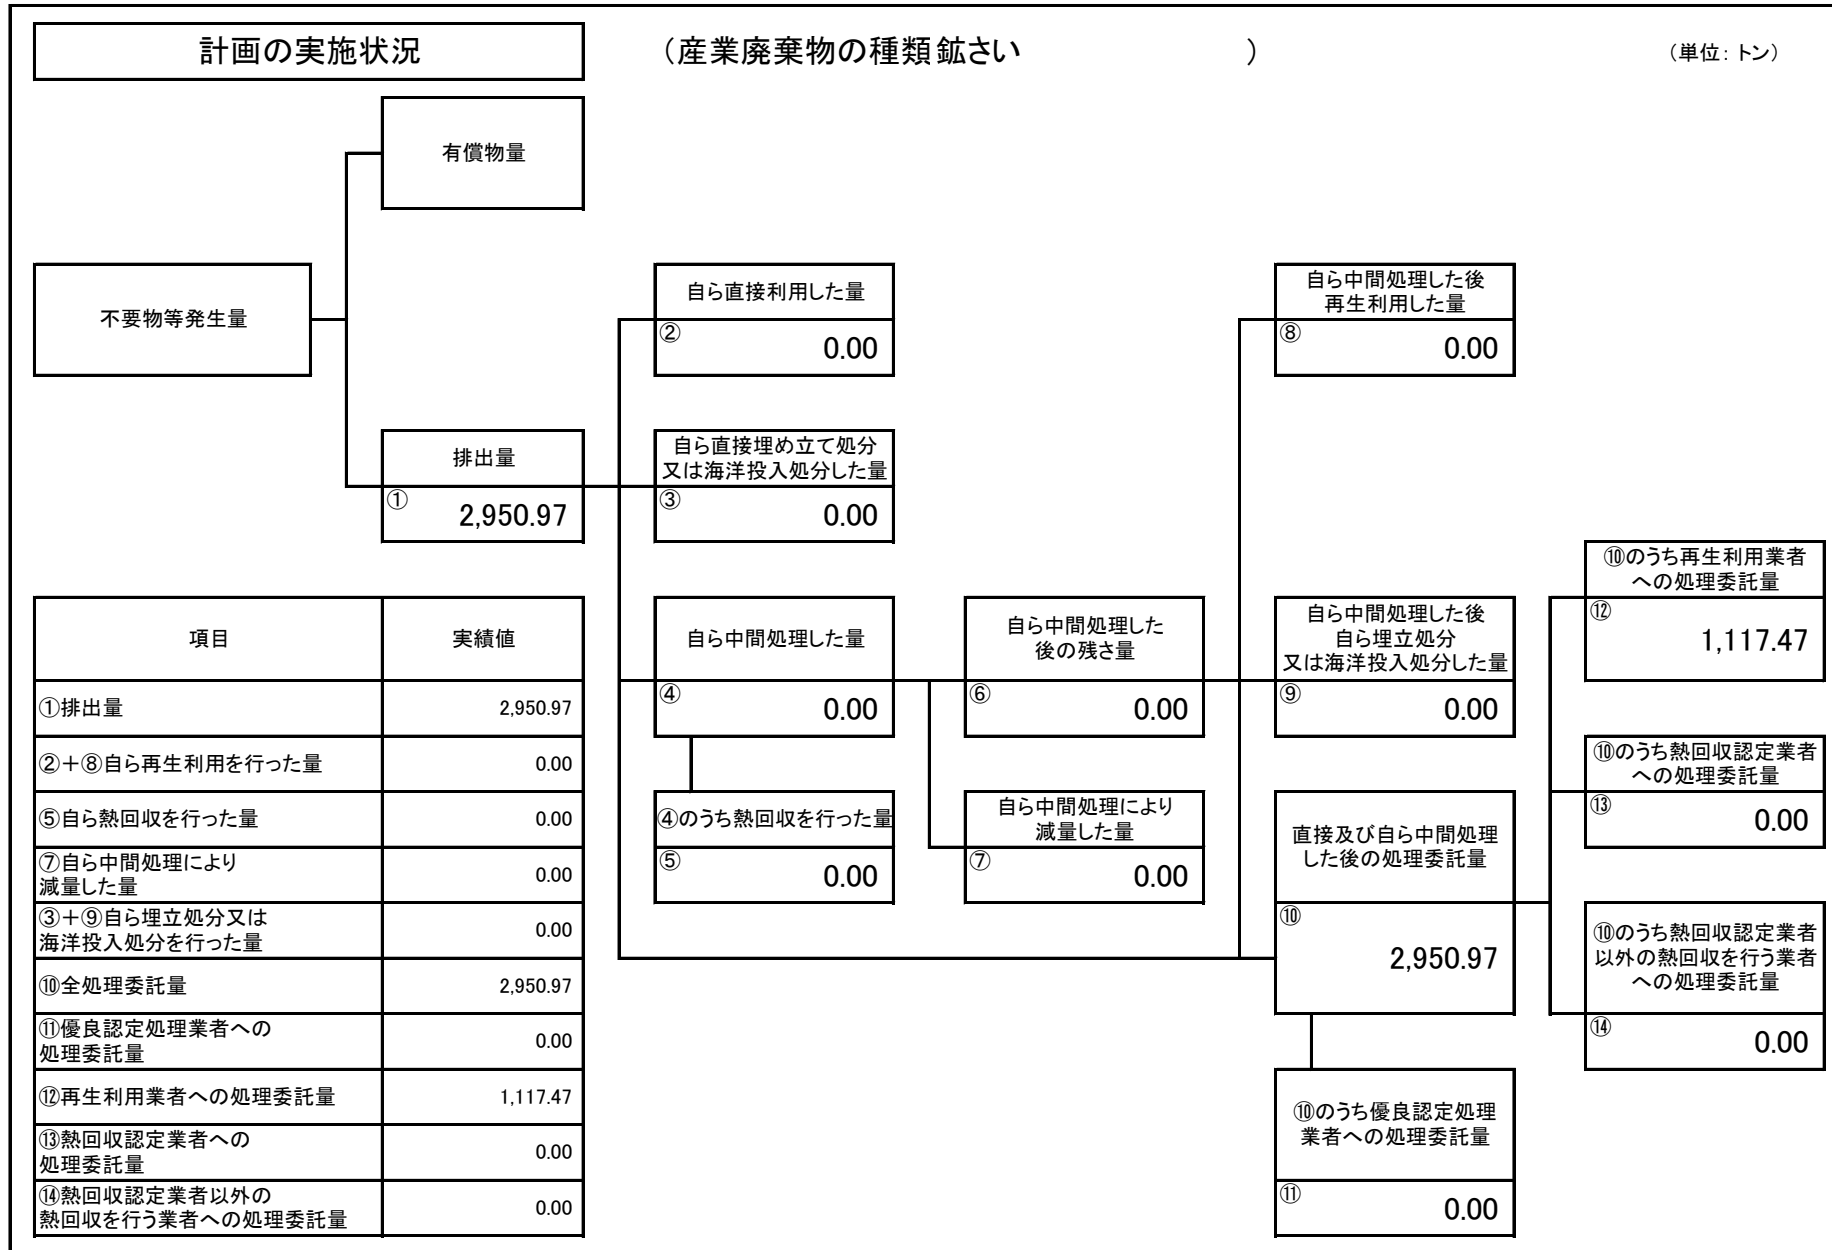 計画の実施状況
（産業廃棄物の種類 鉱さい ）
（単位：トン）
有償物量
不要物等発生量
自ら直接利用した量
②
0.00
自ら中間処理した後
再生利用した量
⑧
0.00
排出量
①
2,950.97
自ら直接埋め立て処分
又は海洋投入処分した量
③
0.00
⑩のうち再生利用業者
への処理委託量
⑫
1,117.47
自ら中間処理した量
④
0.00
自ら中間処理した
後の残さ量
⑥
0.00
自ら中間処理した後
自ら埋立処分
又は海洋投入処分した量
⑨
0.00
⑩のうち熱回収認定業者
への処理委託量
⑬
0.00
④のうち熱回収を行った量
⑤
0.00
自ら中間処理により
減量した量
⑦
0.00
直接及び自ら中間処理
した後の処理委託量
⑩
2,950.97
⑩のうち熱回収認定業者
以外の熱回収を行う業者
への処理委託量
⑭
0.00
⑩のうち優良認定処理
業者への処理委託量
⑪
0.00
項目 実績値
①排出量 2,950.97
②＋⑧自ら再生利用を行った量 0.00
⑤自ら熱回収を行った量 0.00
⑦自ら中間処理により
減量した量 0.00
③＋⑨自ら埋立処分又は
海洋投入処分を行った量 0.00
⑩全処理委託量 2,950.97
⑪優良認定処理業者への
処理委託量 0.00
⑫再生利用業者への処理委託量 1,117.47
⑬熱回収認定業者への
処理委託量 0.00
⑭熱回収認定業者以外の
熱回収を行う業者への処理委託量 0.00